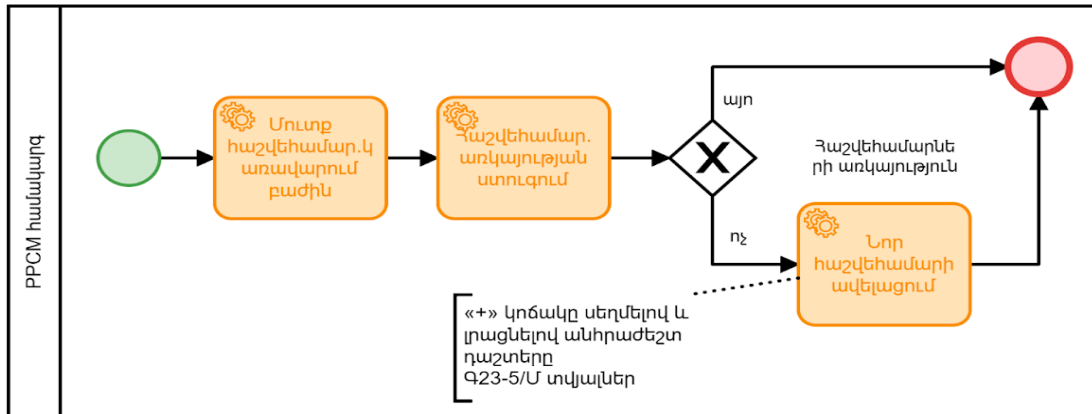 PPCM համակարգ
Մուտք
հաշվեհամար.կ
առավարում
բաժին
Հաշվեհամար.
առկայության
ստուգում
այո
Հաշվեհամարնե
րի առկայություն
ոչ
Նոր
հաշվեհամարի
ավելացում
«+» կոճակը սեղմելով և
լրացնելով անհրաժեշտ
դաշտերը
Գ23-5/Մ տվյալներ